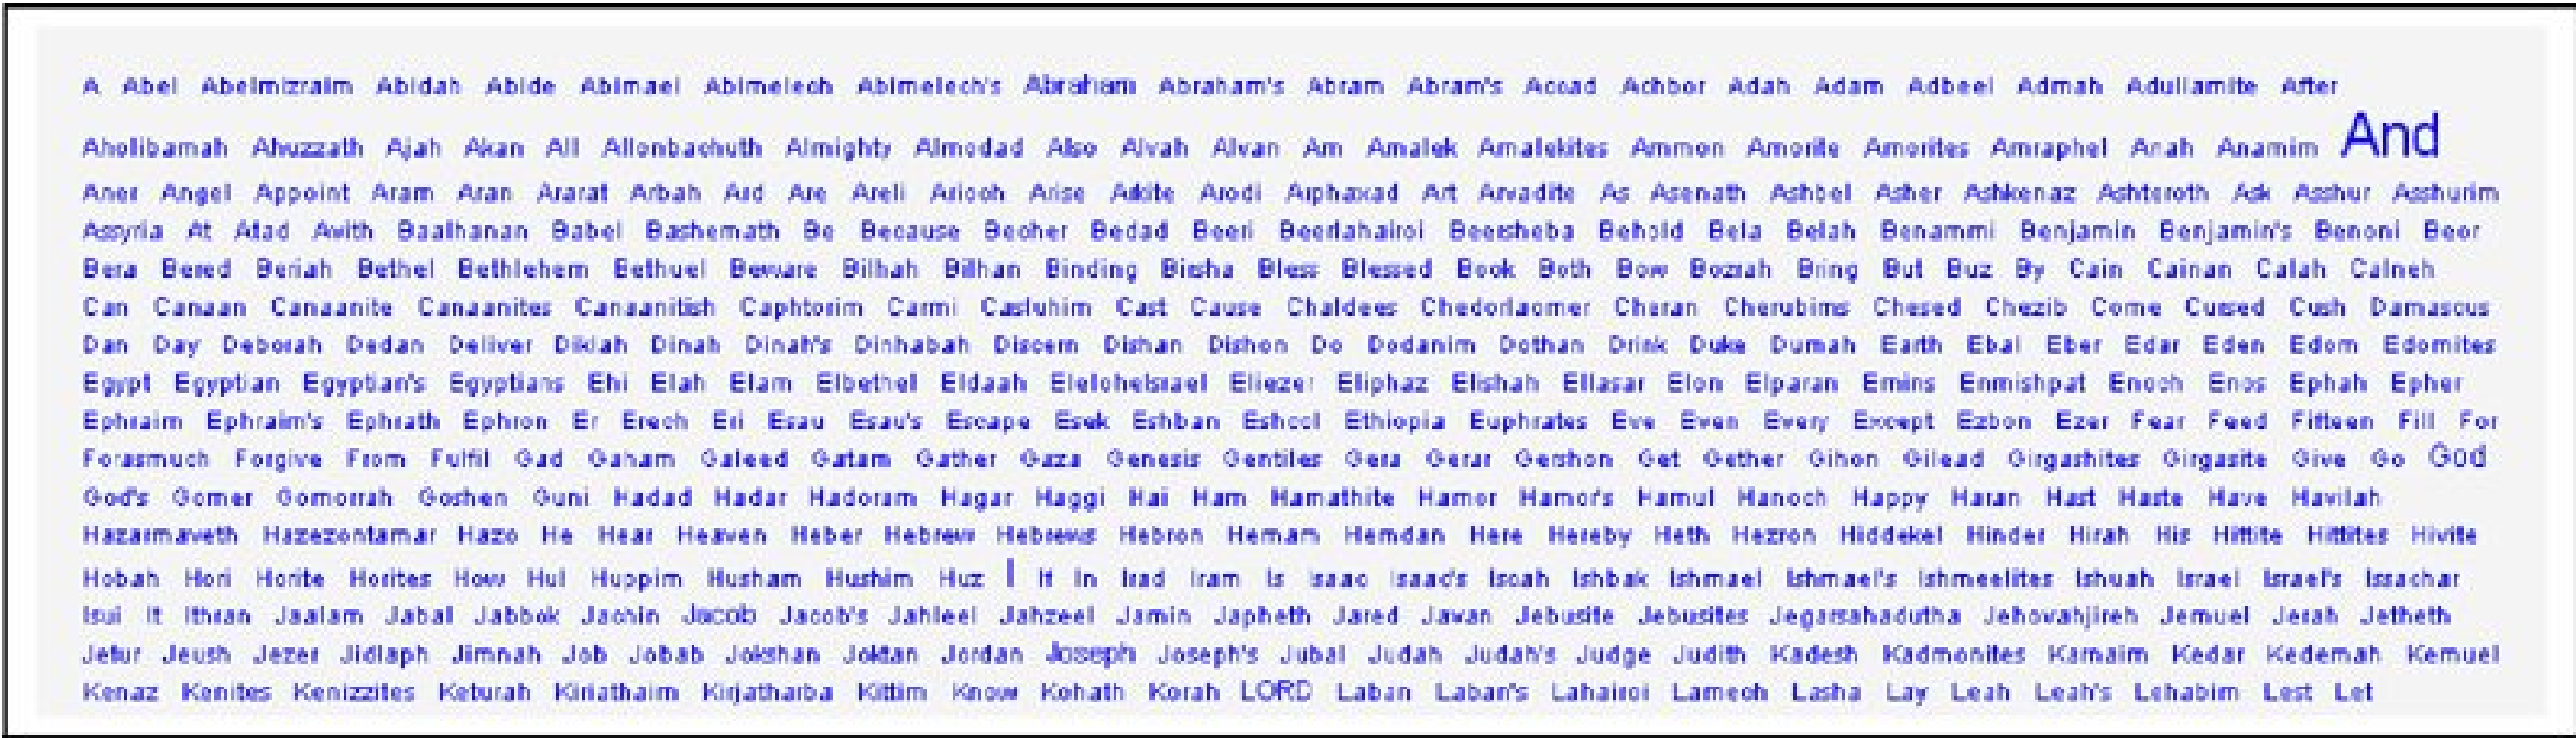 A Abel Abelmizraim Abidah Abide Abimael Abimelech Abimelech's Abraham Abraham's Abram Abram's Accad Achbor Adah Adam Adbeel Admah Adullamite After
Aholibamah Ahuzzath Ajah Akan All Allonbachuth Almighty Almodad Also Alvah Alvan Am Amalek Amalekites Ammon Amorite Amorites Amraphel Anah Anamim And
Aner Angel Appoint Aram Aran Ararat Arbah Ard Are Areli Arioch Arise Arkite Arodi Arphaxad Art Arvadite As Asenath Ashbel Asher Ashkenaz Ashteroth Ask Asshur Asshurim
Assyria At Atad Avith Baalhanan Babel Bashemath Be Because Becher Bedad Beeri Beerlahairoi Beersheba Behold Bela Belah Benammi Benjamin Benjamin's Benoni Beor
Bera Bered Beriah Bethel Bethlehem Bethuel Beware Bilhah Bilhan Binding Birsha Bless Blessed Book Both Bow Bozrah Bring But Buz By Cain Cainan Calah Calneh
Can Canaan Canaanite Canaanites Canaanitish Caphtorim Carmi Casluhim Cast Cause Chaldees Chedorlaomer Charan Cherubims Chesed Chezib Come Cursed Cush Damascus
Dan Day Deborah Dedan Deliver Diklah Dinah Dinah's Dinhabah Discern Dishan Dishon Do Dodanim Dothan Drink Duke Dumah Earth Ebal Eber Edar Eden Edom Edomites
Egypt Egyptian Egyptian's Egyptians Ehi Elah Elam Elbethel Eldaah EleloheIsrael Eliezer Eliphaz Elishah Ellasar Elon Elparan Emins Enmishpat Enoch Enos Ephah Epher
Ephraim Ephraim's Ephrath Ephron Er Erech Eri Esau Esau's Escape Esek Eshban Eshcol Ethiopia Euphrates Eve Even Every Except Ezbon Ezer Fear Feed Fifteen Fill For
Forasmuch Forgive From Fulfil Gad Gaham Galeed Gatam Gather Gaza Genesis Gentiles Gera Gerar Gershon Get Gether Gihon Gilead Girgashites Girgasite Give Go God
God's Gomer Gomorrah Goshen Guni Hadad Hadar Hadoram Hagar Haggi Hai Ham Hamathite Hamor Hamor's Hamul Hanoch Happy Haran Hast Haste Have Havilah
Hazarmaveth Hazezontamar Hazo He Hear Heaven Heber Hebrew Hebrews Hebron Hemam Hemdan Here Hereby Heth Hezron Hiddekel Hinder Hirah His Hittite Hittites Hivite
Hobah Hori Horite Horites How Hul Huppim Husham Hushim Huz I If In Irad Iram Is Isaac Isaac's Iscah Ishbak Ishmael Ishmael's Ishmeelites Ishuah Israel Israel's Issachar
Isui It Ithran Jaalam Jabal Jabbok Jachin Jacob Jacob's Jahleel Jahzeel Jamin Japheth Jared Javan Jebusite Jebusites Jegarsahadutha Jehovahjireh Jemuel Jerah Jetheth
Jetur Jeush Jezer Jidlaph Jimnah Job Jobab Jokshan Joktan Jordan Joseph Joseph's Jubal Judah Judah's Judge Judith Kadesh Kadmonites Karnaim Kedar Kedemah Kemuel
Kenaz Kenites Kenizzites Keturah Kiriathaim Kirjatharba Kittim Know Kohath Korah LORD Laban Laban's Lahairoi Lamech Lasha Lay Leah Leah's Lehabim Lest Let